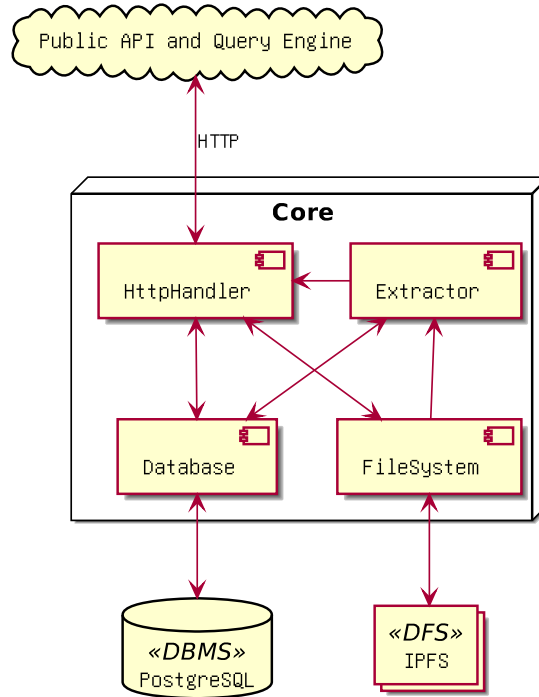 Public API and Query Engine
HTTP
Core
HttpHandler
Extractor
Database
FileSystem
«DBMS»
PostgreSQL
«DFS»
IPFS